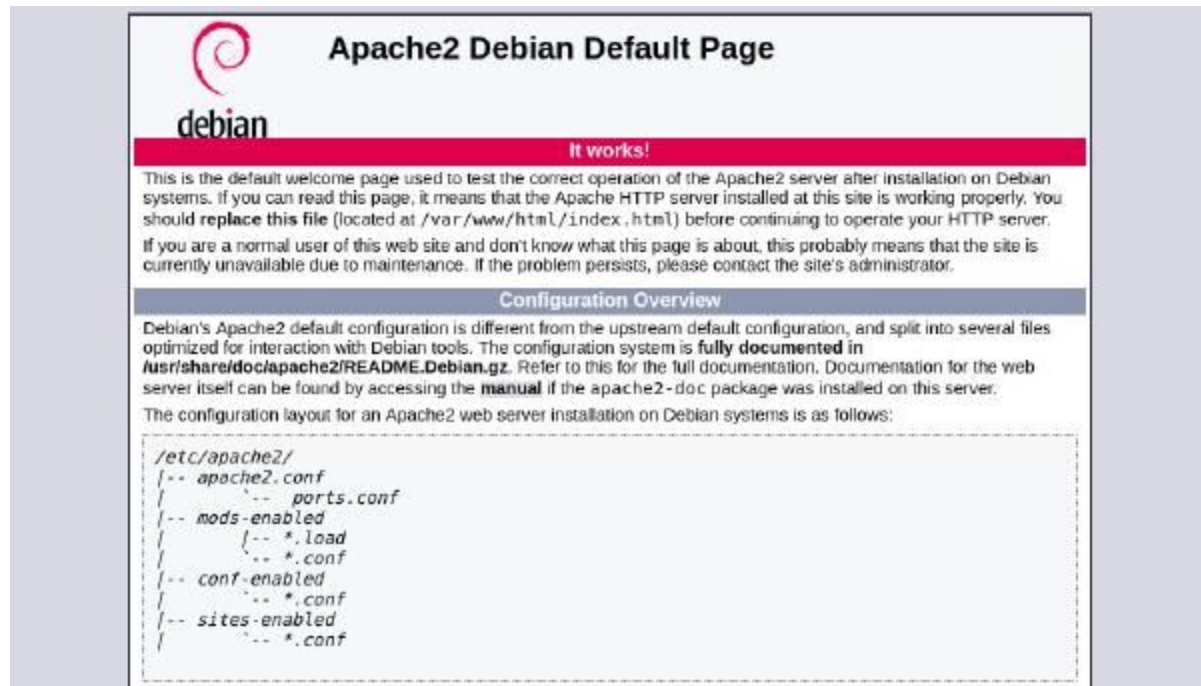 debian
Apache2 Debian Default Page
It works!
This is the default welcome page used to test the correct operation of the Apache2 server after installation on Debian
systems. If you can read this page, it means that the Apache HTTP server installed at this site is working properly. You
should replace this file (located at /var/www/html/index.html) before continuing to operate your HTTP server.
If you are a normal user of this web site and don't know what this page is about, this probably means that the site is
currently unavailable due to maintenance. If the problem persists, please contact the site's administrator.
Configuration Overview
Debian's Apache2 default configuration is different from the upstream default configuration, and split into several files
optimized for interaction with Debian tools. The configuration system is fully documented in
/usr/share/doc/apache2/README.Debian.gz. Refer to this for the full documentation. Documentation for the web
server itself can be found by accessing the manual if the apache2-doc package was installed on this server.
The configuration layout for an Apache2 web server installation on Debian systems is as follows:
/etc/apache2/
|-- apache2.conf
|       `--  ports.conf
|-- mods-enabled
|       |-- *.load
|       `-- *.conf
|-- conf-enabled
|       `-- *.conf
|-- sites-enabled
|       `-- *.conf